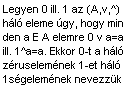 Legyen 0 ill. 1 az (A,v,^)
háló eleme úgy, hogy min
den a E A elemre 0 v a=a
ill. 1^a=a. Ekkor 0-t a háló
zéruselemének 1-et háló
1ségelemének nevezzük